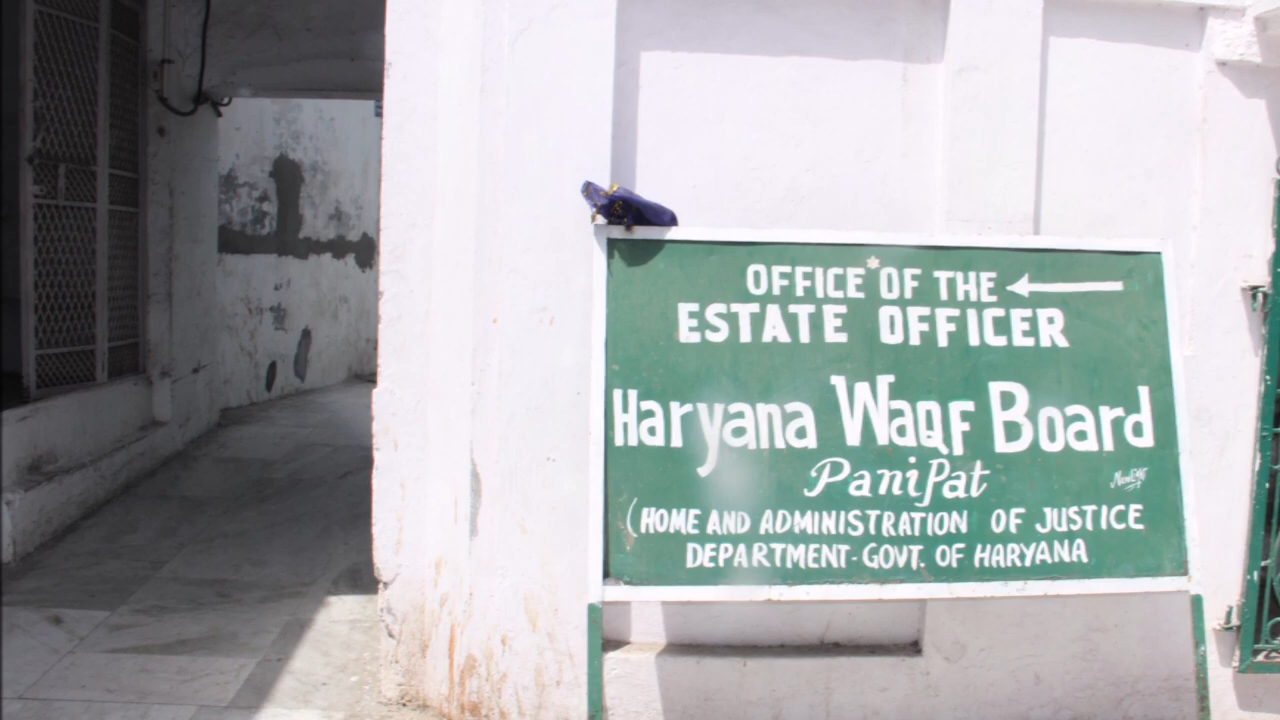 OFFICE OF THE
ESTATE OFFICER
Haryana Waqf Board
Panipat
(HOME AND ADMINISTRATION OF JUSTICE
DEPARTMENT-GOVT. OF HARYANA